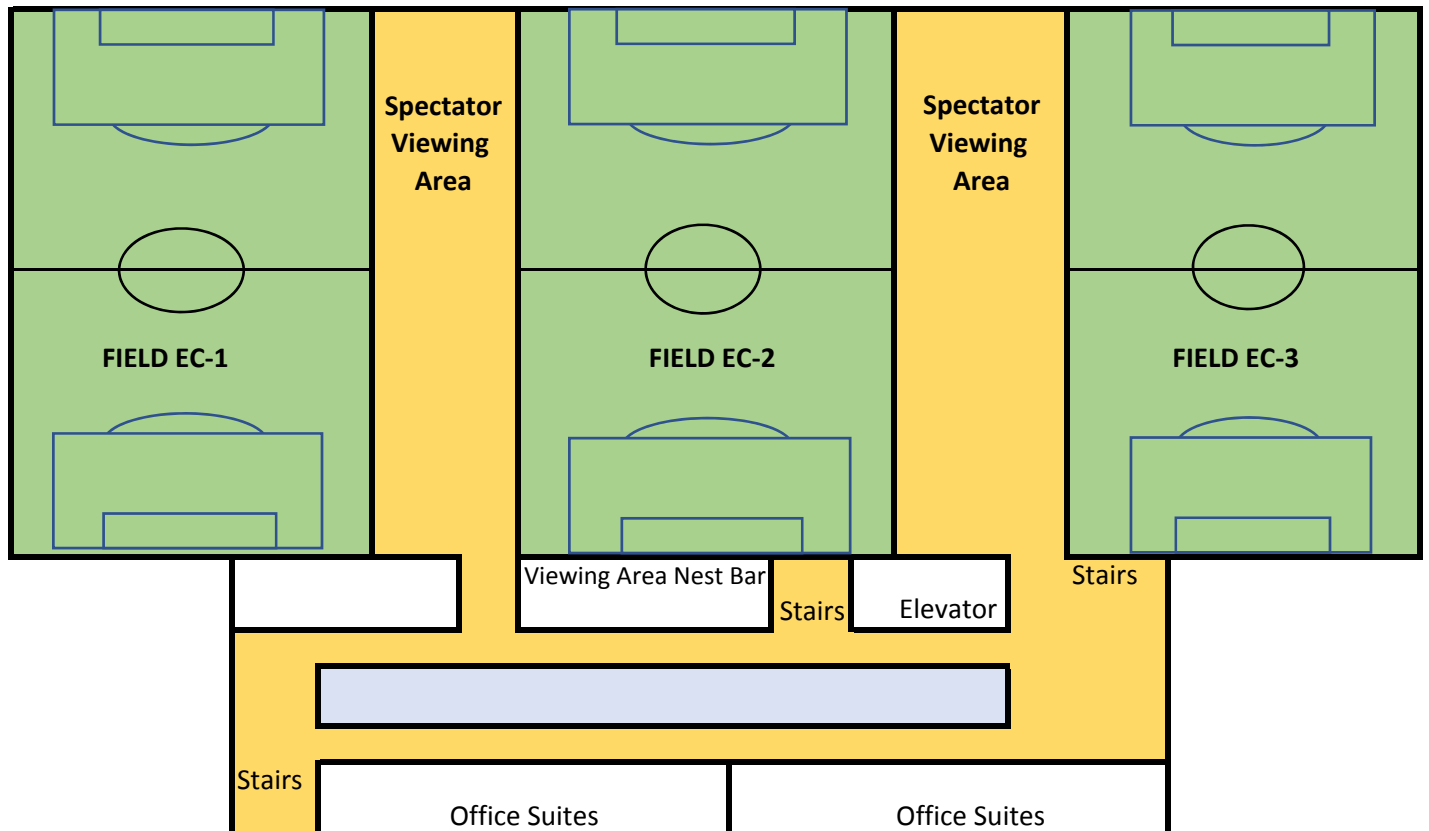 Spectator
Viewing
Area
Spectator
Viewing
Area
FIELD EC-1
FIELD EC-2
FIELD EC-3
Viewing Area Nest Bar
Stairs
Stairs
Elevator
Stairs
Office Suites
Office Suites